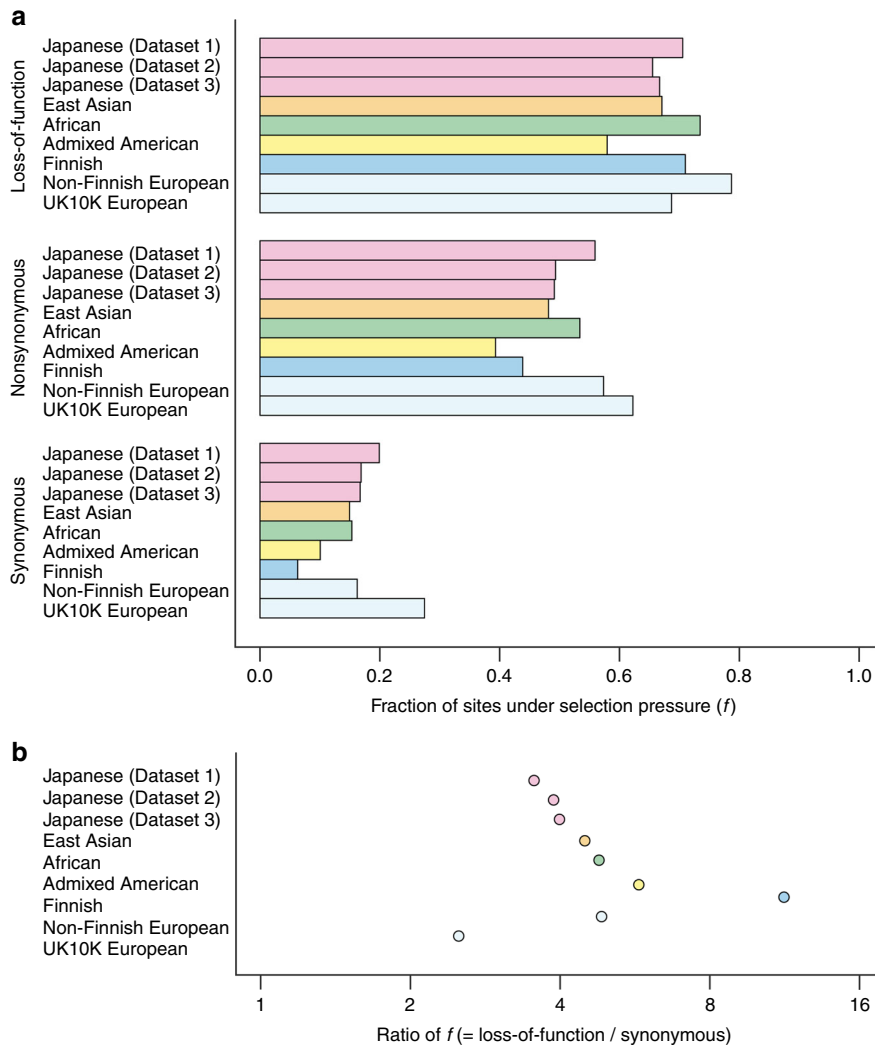 a
Loss-of-function
Japanese (Dataset 1)
Japanese (Dataset 2)
Japanese (Dataset 3)
East Asian
African
Admixed American
Finnish
Non-Finnish European
UK10K European
Nonsynonymous
Japanese (Dataset 1)
Japanese (Dataset 2)
Japanese (Dataset 3)
East Asian
African
Admixed American
Finnish
Non-Finnish European
UK10K European
Synonymous
Japanese (Dataset 1)
Japanese (Dataset 2)
Japanese (Dataset 3)
East Asian
African
Admixed American
Finnish
Non-Finnish European
UK10K European
0.0 0.2 0.4 0.6 0.8 1.0
Fraction of sites under selection pressure (f)
b
Japanese (Dataset 1)
Japanese (Dataset 2)
Japanese (Dataset 3)
East Asian
African
Admixed American
Finnish
Non-Finnish European
UK10K European
1 2 4 8 16
Ratio of f (= loss-of-function / synonymous)